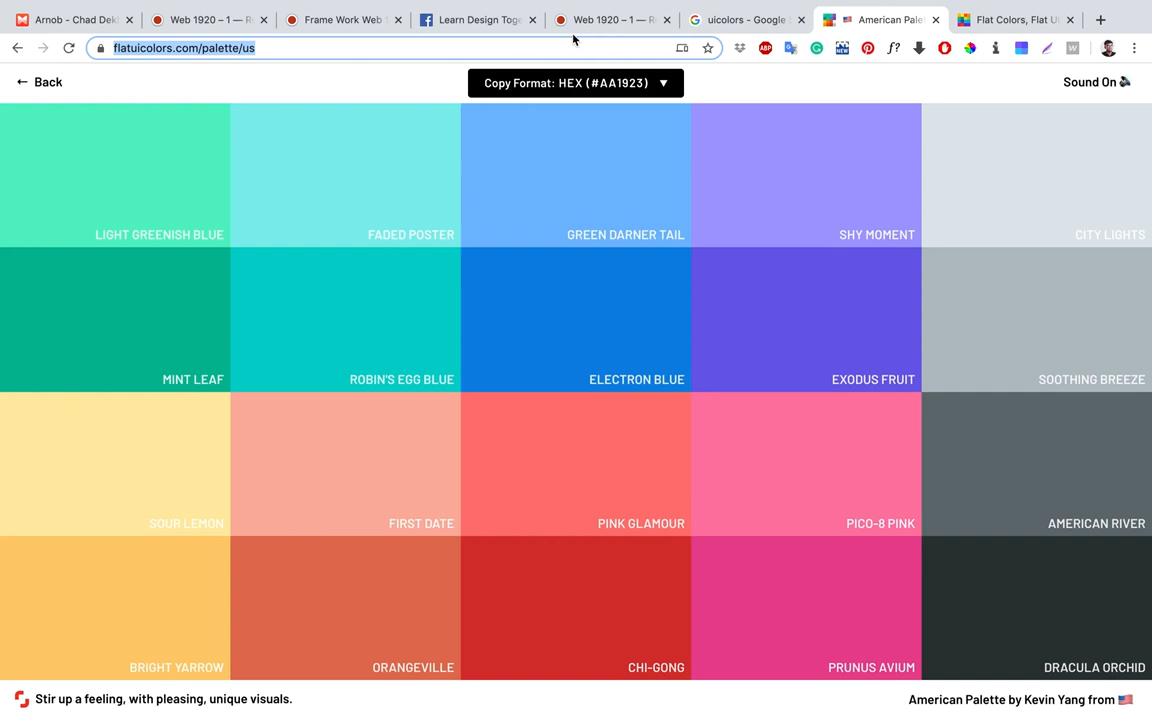 Arnob – Chad Dek
Web 1920 – 1 — R
Frame Work Web
Learn Design Toge
Web 1920 – 1 — R
uicolors - Google
American Pale
Flat Colors, Flat U
flatuicolors.com/palette/us
ABP
f?
NEW
W
← Back
Copy Format: HEX (#AA1923) ▼
Sound On
LIGHT GREENISH BLUE
FADED POSTER
GREEN DARNER TAIL
SHY MOMENT
CITY LIGHTS
MINT LEAF
ROBIN'S EGG BLUE
ELECTRON BLUE
EXODUS FRUIT
SOOTHING BREEZE
SOUR LEMON
FIRST DATE
PINK GLAMOUR
PICO-8 PINK
AMERICAN RIVER
BRIGHT YARROW
ORANGEVILLE
CHI-GONG
PRUNUS AVIUM
DRACULA ORCHID
Stir up a feeling, with pleasing, unique visuals.
American Palette by Kevin Yang from